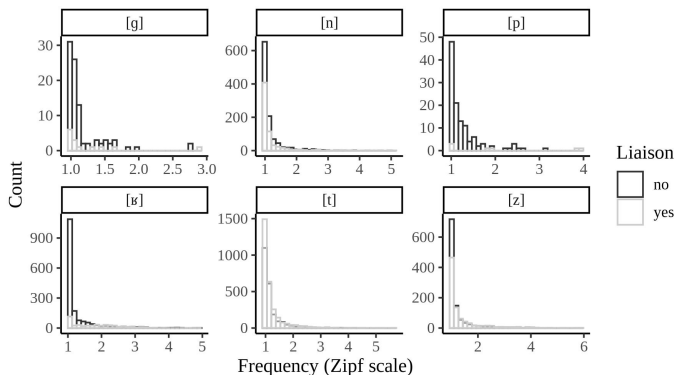 [g] [n] [p]
30
20
10
0
1.0 1.5 2.0 2.5 3.0
600
400
200
0
1 2 3 4 5
50
40
30
20
10
0
1 2 3 4
Count
[ʁ] [t] [z]
900
600
300
0
1 2 3 4 5
1500
1000
500
0
1 2 3 4 5
600
400
200
0
2 4 6
Frequency (Zipf scale)
Liaison
no
yes